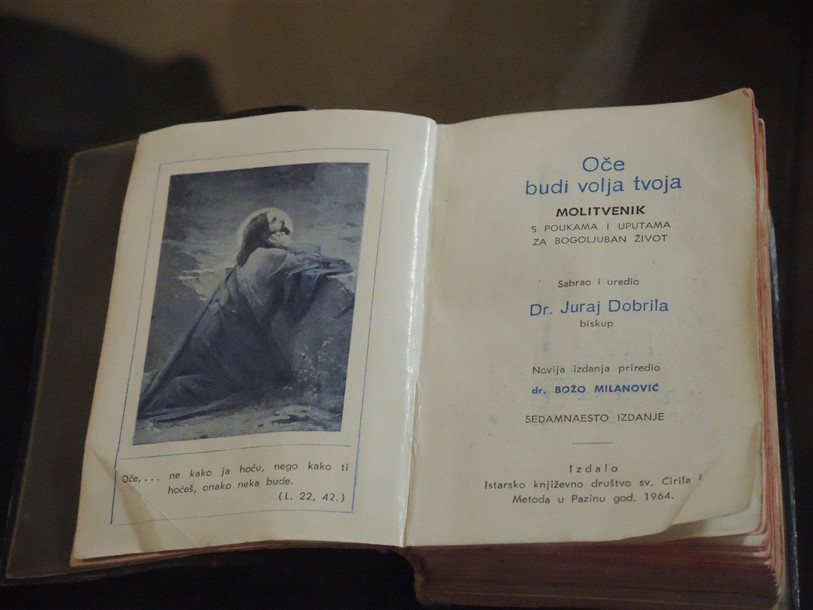 Oče,... ne kako ja hoću, nego kako ti
hoćeš, onako neka bude.
(L. 22, 42.)
Oče
budi volja tvoja
MOLITVENIK
S POUKAMA I UPUTAMA
ZA BOGOLJUBAN ŽIVOT
Sabrao i uredio
Dr. Juraj Dobrila
biskup
Novija izdanja priredio
dr. BOŽO MILANOVIĆ
SEDAMNAESTO IZDANJE
Izdalo
Istarsko književno društvo sv. Ćirila i
Metoda u Pazinu god. 1964.